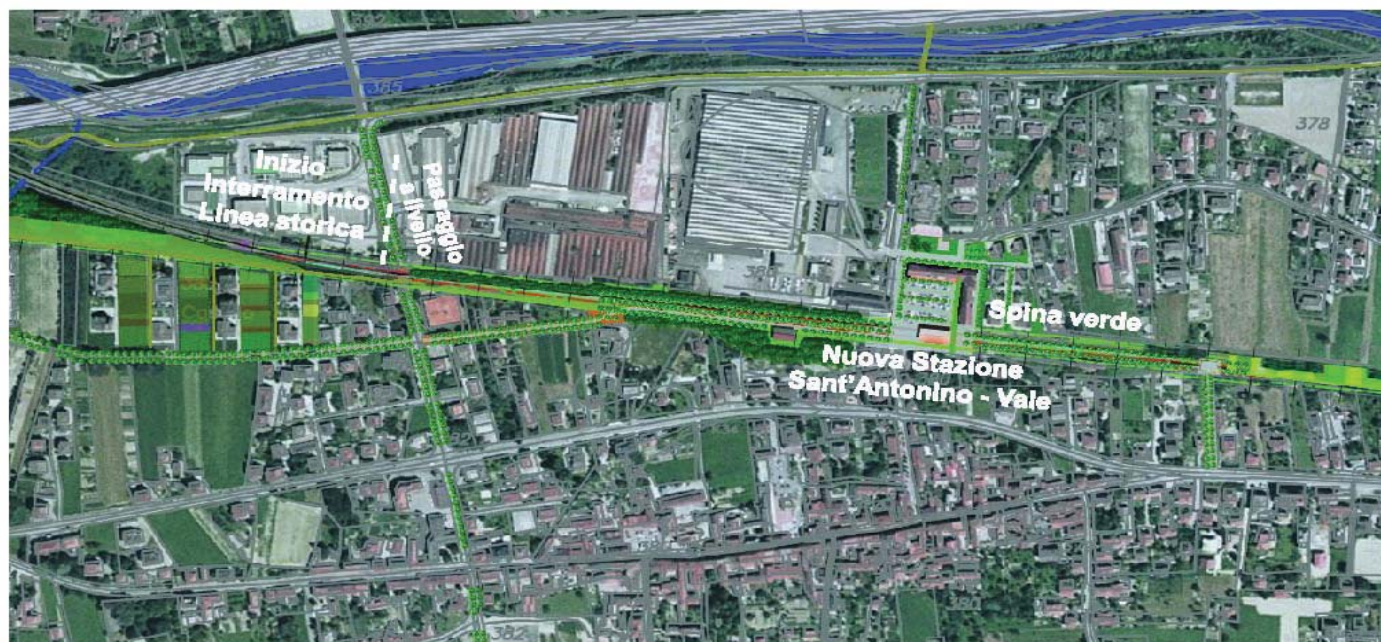 385
378
Inizio
Interramento
Linea storica
Passaggio
a livello
Spina verde
Nuova Stazione
Sant'Antonino - Vaie
382